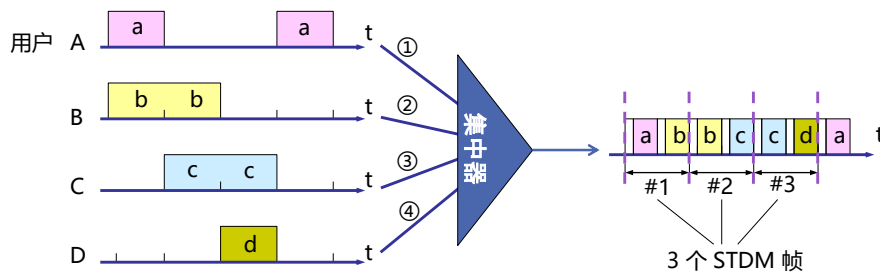 用户 A a a t ①
B b b t ②
C c c t ③
D d t ④
集中器
a b b c c d a t
#1 #2 #3
3 个 STDM 帧